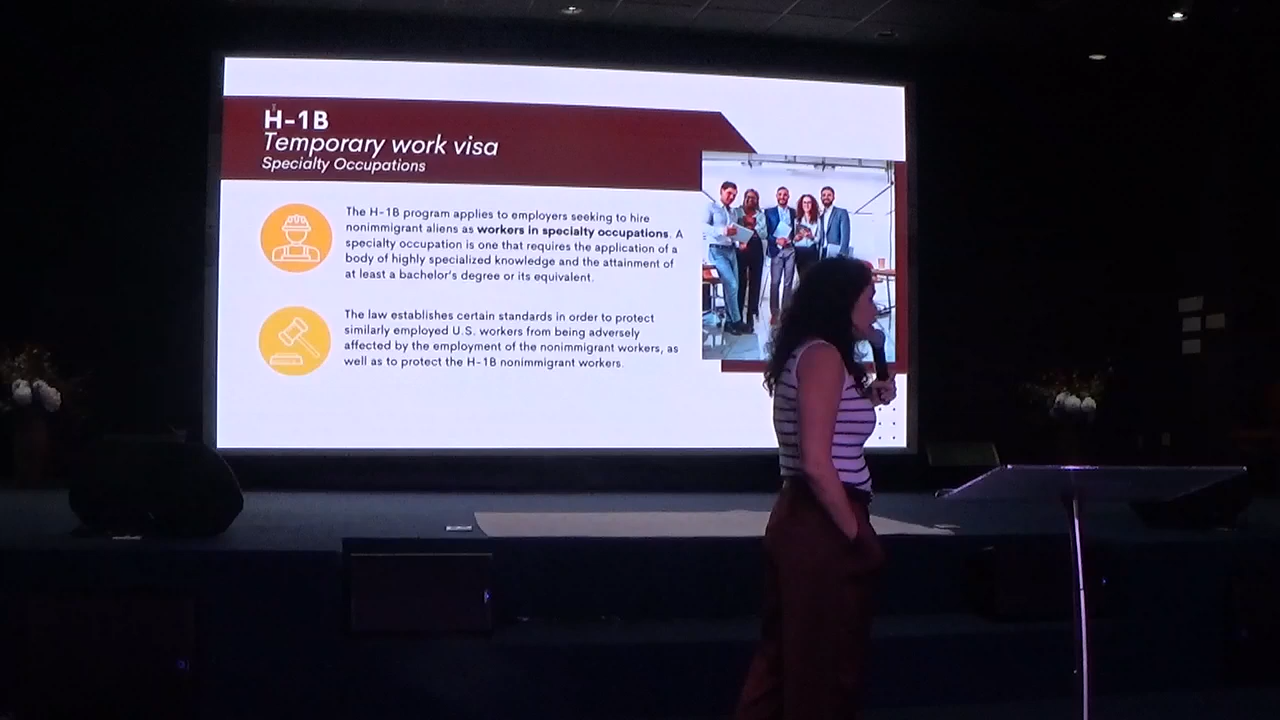 H-1B
Temporary work visa
Specialty Occupations
The H-1B program applies to employers seeking to hire
nonimmigrant aliens as workers in specialty occupations. A
specialty occupation is one that requires the application of a
body of highly specialized knowledge and the attainment of
at least a bachelor's degree or its equivalent.
The law establishes certain standards in order to protect
similarly employed U.S. workers from being adversely
affected by the employment of the nonimmigrant workers, as
well as to protect the H-1B nonimmigrant workers.